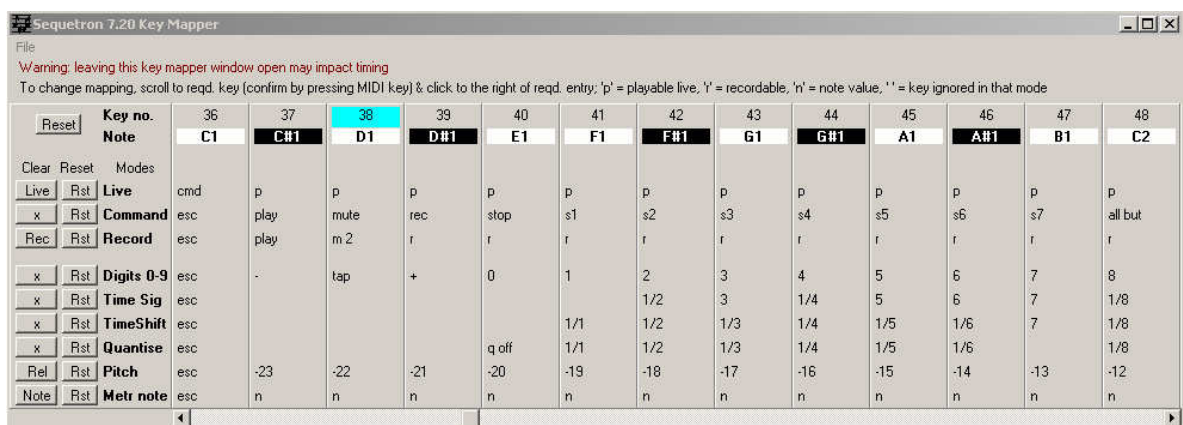 Sequetron 7.20 Key Mapper
File
Warning: leaving this key mapper window open may impact timing
To change mapping, scroll to reqd. key (confirm by pressing MIDI key) & click to the right of reqd. entry; 'p' = playable live, 'r' = recordable, 'n' = note value, ' ' = key ignored in that mode
Reset Key no. 36 37 38 39 40 41 42 43 44 45 46 47 48
Note C1 C#1 D1 D#1 E1 F1 F#1 G1 G#1 A1 A#1 B1 C2
Clear Reset Modes
Live Rst Live cmd p p p p p p p p p p p p
x Rst Command esc play mute rec stop s1 s2 s3 s4 s5 s6 s7 all but
Rec Rst Record esc play m 2 r r r r r r r r r r
x Rst Digits 0-9 esc - tap + 0 1 2 3 4 5 6 7 8
x Rst Time Sig esc 1/2 3 1/4 5 6 7 1/8
x Rst TimeShift esc 1/1 1/2 1/3 1/4 1/5 1/6 7 1/8
x Rst Quantise esc q off 1/1 1/2 1/3 1/4 1/5 1/6 1/8
Rel Rst Pitch esc -23 -22 -21 -20 -19 -18 -17 -16 -15 -14 -13 -12
Note Rst Metr note esc n n n n n n n n n n n n